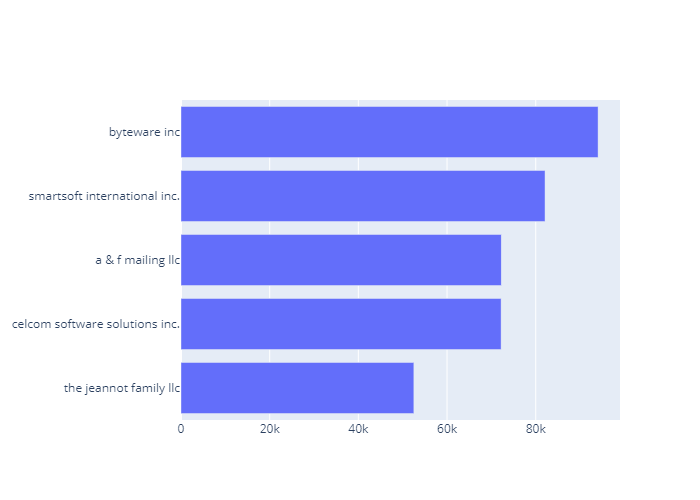 byteware inc
smartsoft international inc.
a & f mailing llc
celcom software solutions inc.
the jeannot family llc
0 20k 40k 60k 80k